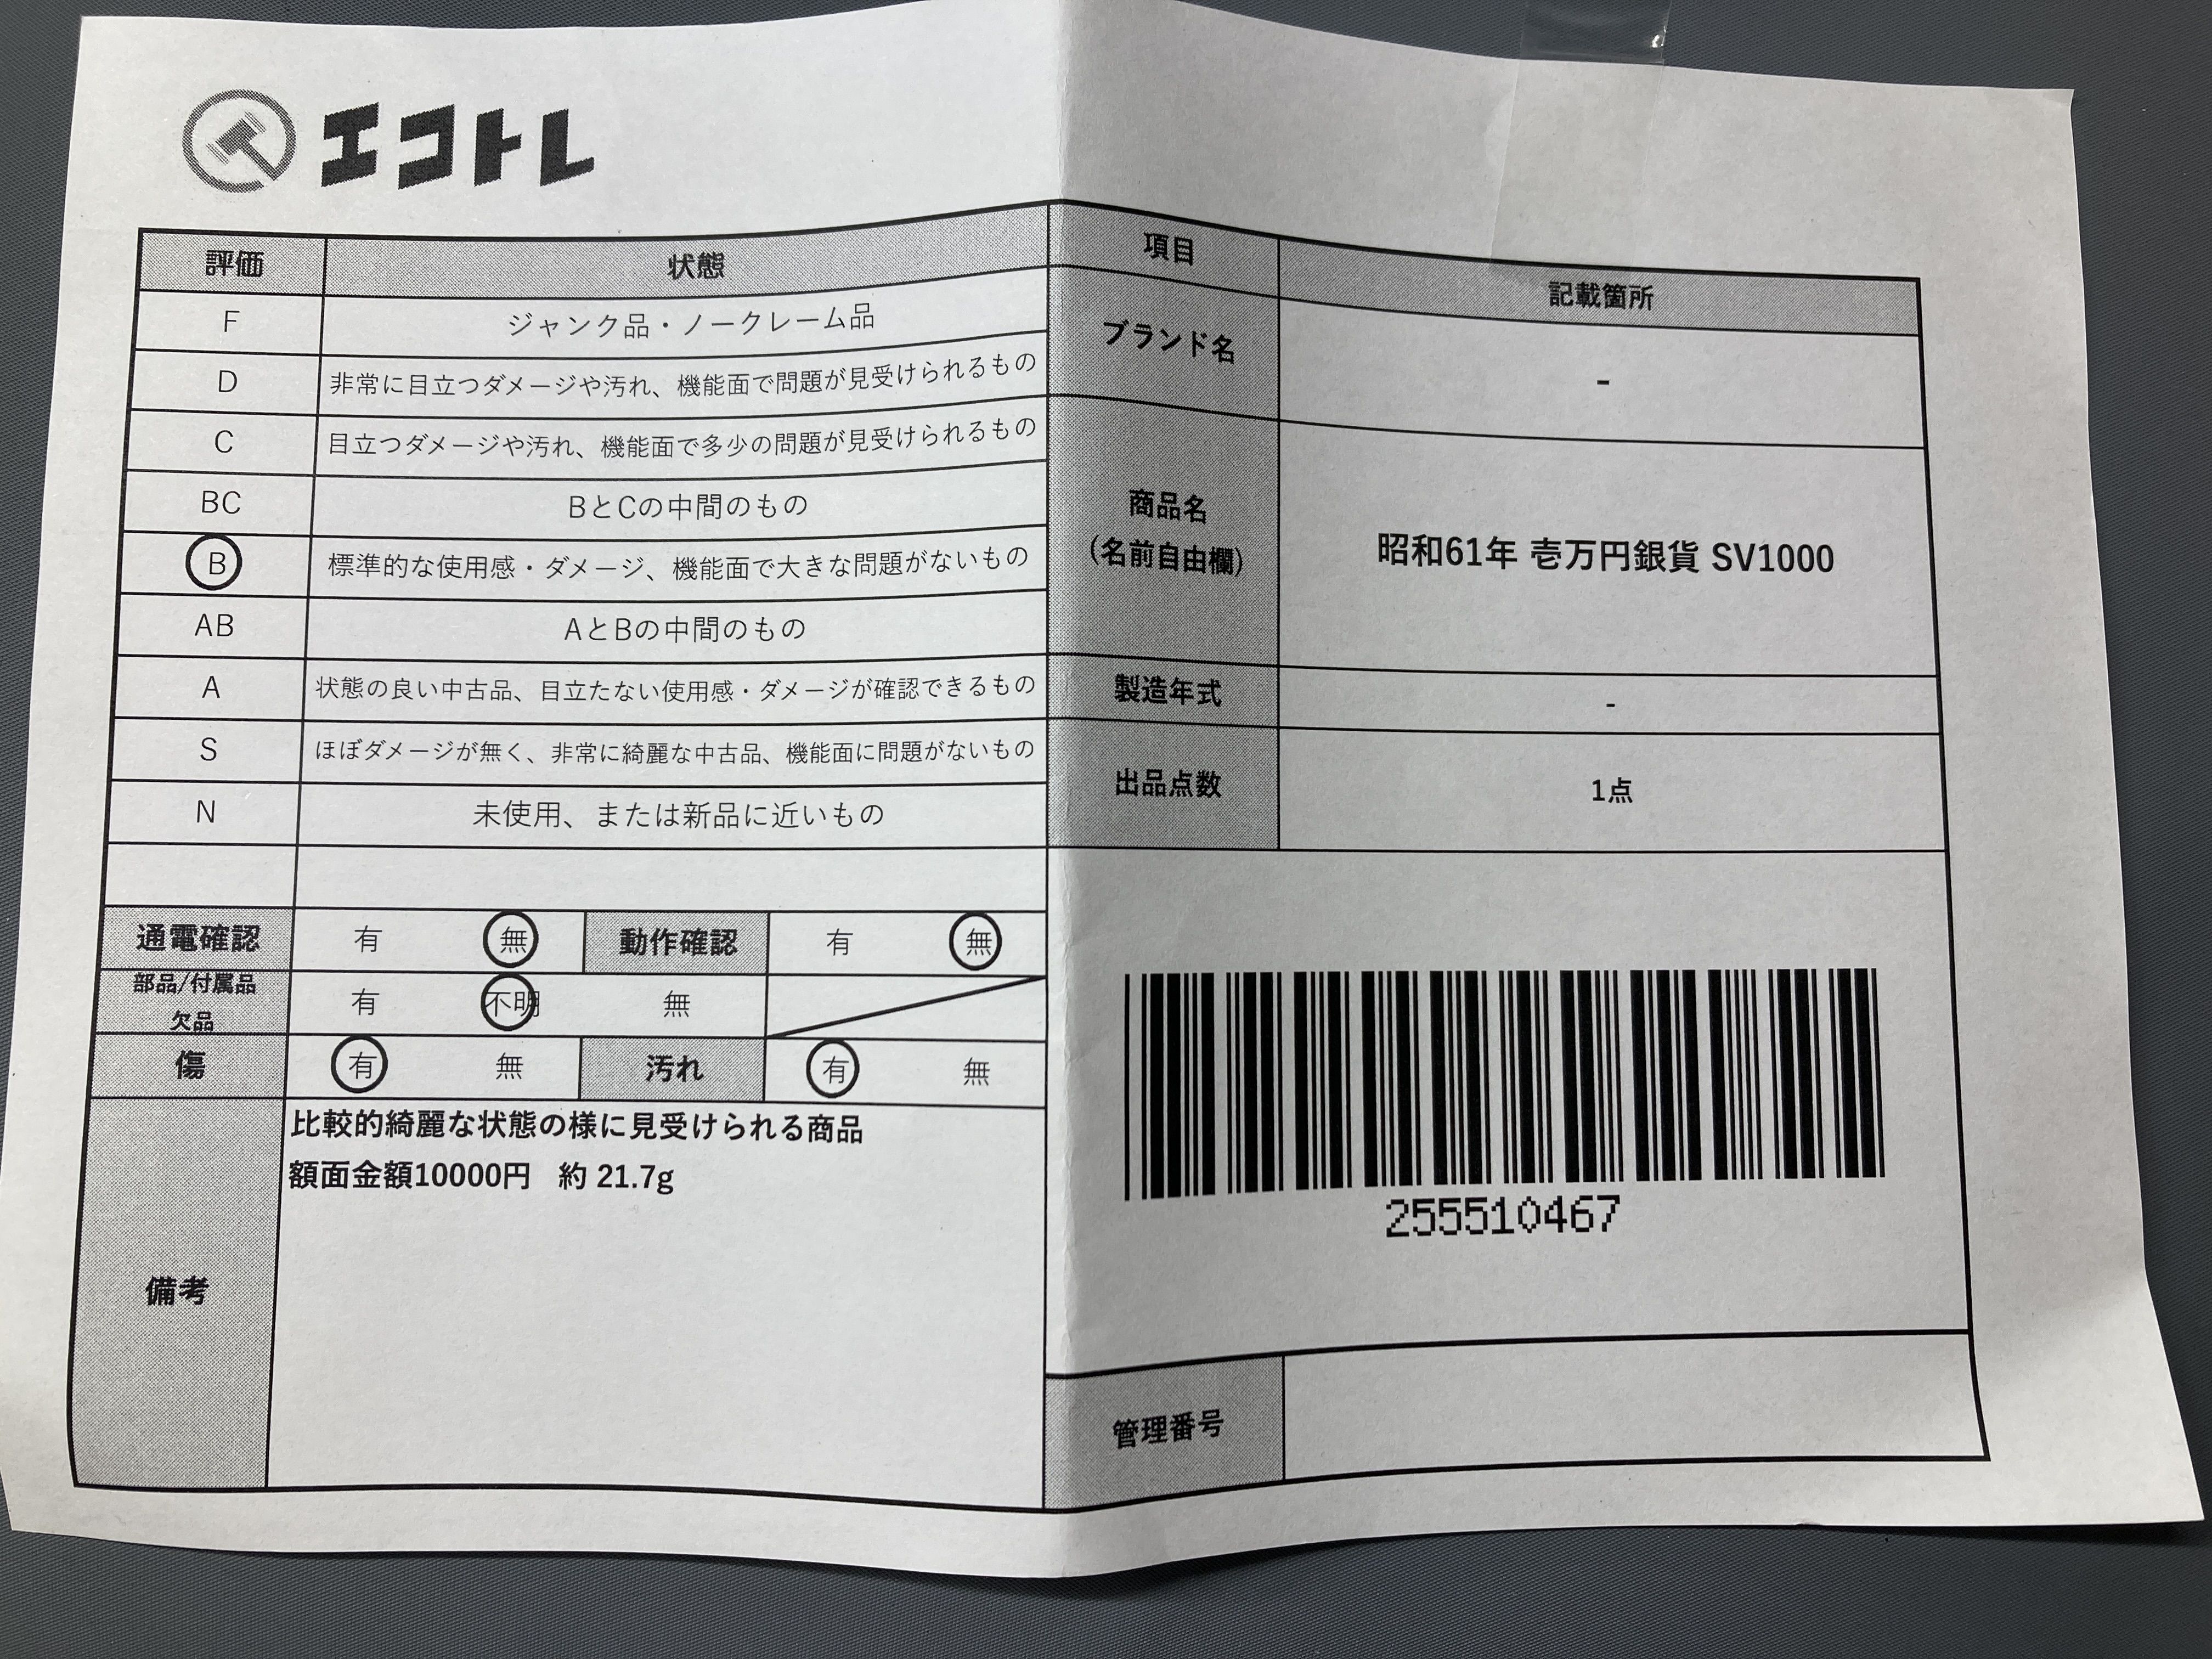 エコトレ
評価 状態
F ジャンク品・ノークレーム品
D 非常に目立つダメージや汚れ、機能面で問題が見受けられるもの
C 目立つダメージや汚れ、機能面で多少の問題が見受けられるもの
BC BとCの中間のもの
B 標準的な使用感・ダメージ、機能面で大きな問題がないもの
AB AとBの中間のもの
A 状態の良い中古品、目立たない使用感・ダメージが確認できるもの
S ほぼダメージが無く、非常に綺麗な中古品、機能面に問題がないもの
N 未使用、または新品に近いもの
通電確認 有 無 動作確認 有 無
部品/付属品
欠品 有 不明 無
傷 有 無 汚れ 有 無
備考
比較的綺麗な状態の様に見受けられる商品
額面金額10000円 約 21.7g
項目 記載箇所
ブランド名 -
商品名
(名前自由欄)
昭和61年 壱万円銀貨 SV1000
製造年式 -
出品点数 1点
255510467
管理番号